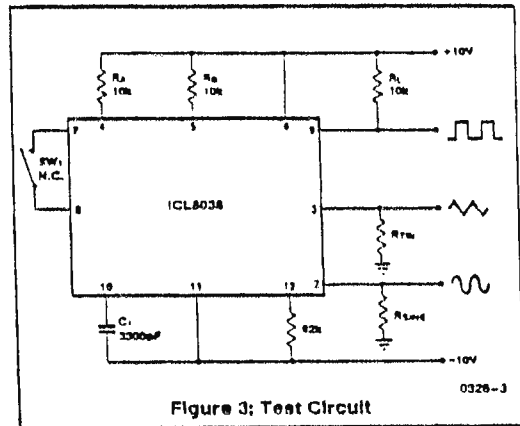 +10V
RA
10k
RB
10k
RL
10k
4
5
6
7
9
SW1
N.C.
ICL8038
8
3
RTRI
2
10
11
12
C1
3300pF
82k
RSINE
-10V
0326-3
Figure 3: Test Circuit